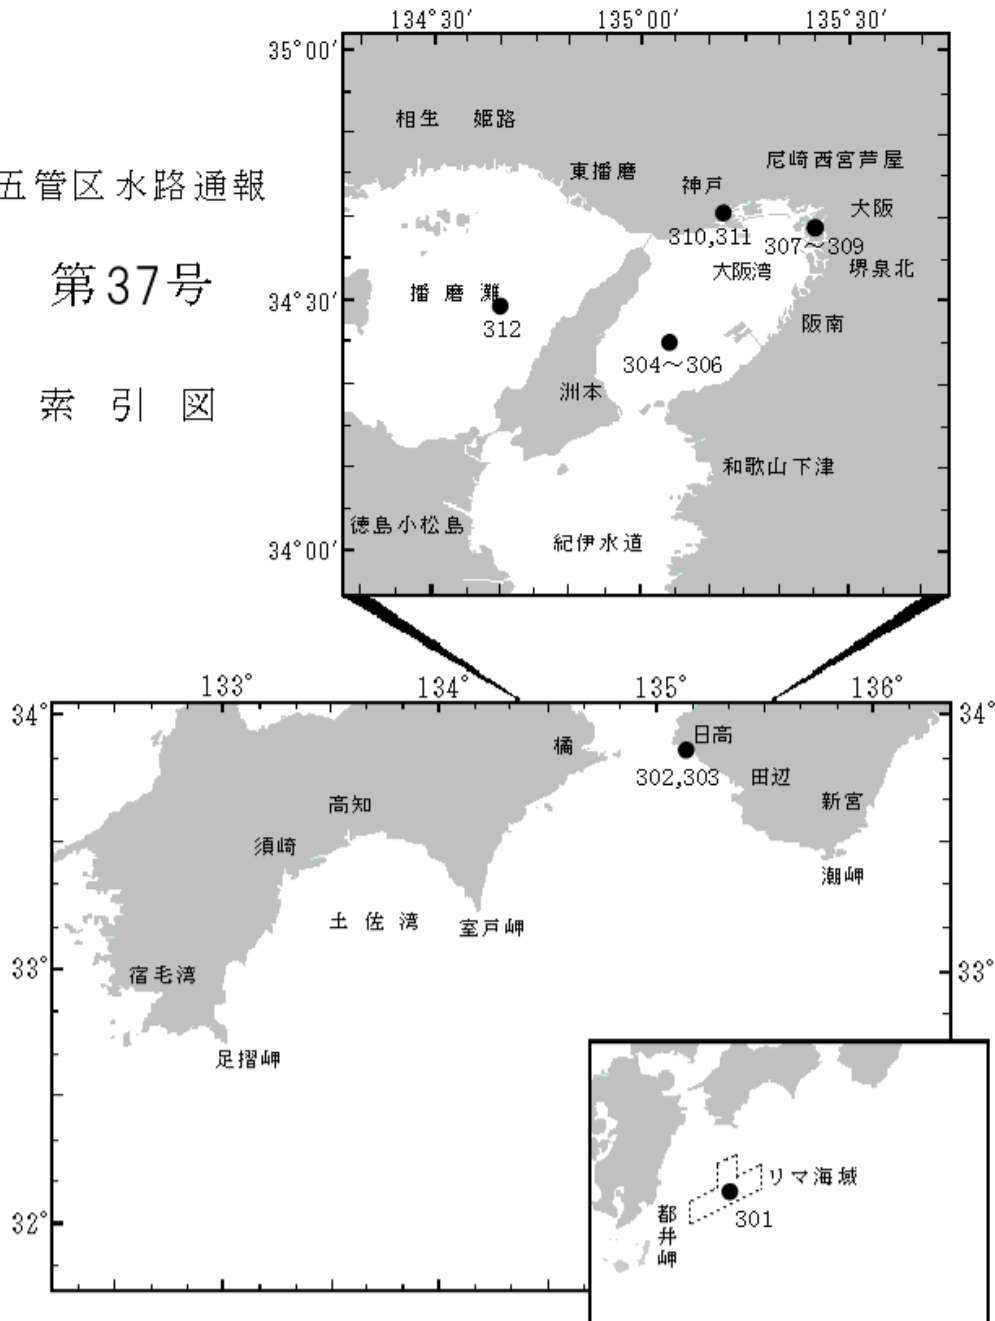 五管区水路通報
第37号
索引図
134°30′ 135°00′ 135°30′
35°00′
相生 姫路
東播磨
尼崎西宮芦屋
神戸
大阪
310,311
307～309
大阪湾
堺泉北
播磨灘
34°30′
312
阪南
304～306
洲本
和歌山下津
徳島小松島
紀伊水道
34°00′
133° 134° 135° 136°
34° 34°
橘
日高
302,303
田辺
高知
新宮
須崎
潮岬
土佐湾
室戸岬
33° 33°
宿毛湾
足摺岬
リマ海域
301
都井岬
32°